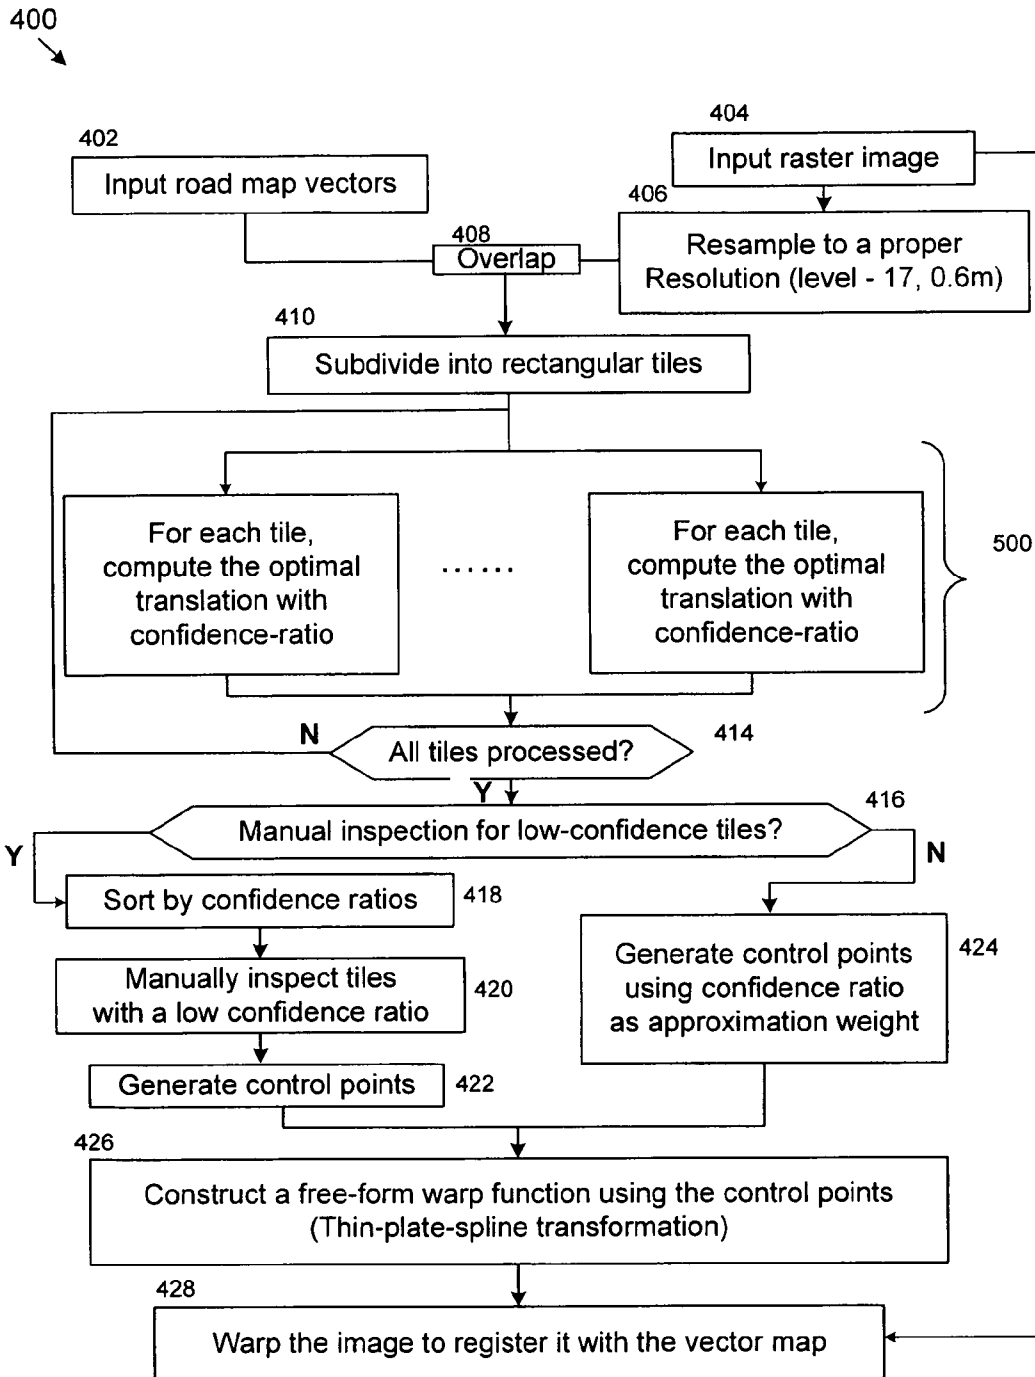 400
402
Input road map vectors
404
Input raster image
406
Resample to a proper
Resolution (level - 17, 0.6m)
408
Overlap
410
Subdivide into rectangular tiles
For each tile,
compute the optimal
translation with
confidence-ratio
......
For each tile,
compute the optimal
translation with
confidence-ratio
500
N
All tiles processed?
414
Y
Manual inspection for low-confidence tiles?
416
Y
N
Sort by confidence ratios
418
Manually inspect tiles
with a low confidence ratio
420
Generate control points
422
Generate control points
using confidence ratio
as approximation weight
424
426
Construct a free-form warp function using the control points
(Thin-plate-spline transformation)
428
Warp the image to register it with the vector map